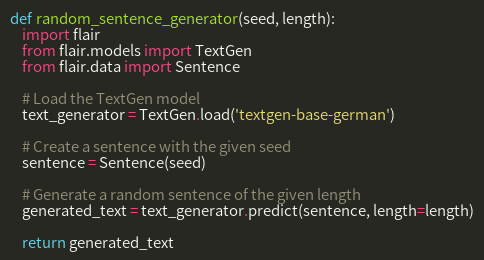 def random_sentence_generator(seed, length):
    import flair
    from flair.models import TextGen
    from flair.data import Sentence

    # Load the TextGen model
    text_generator = TextGen.load('textgen-base-german')

    # Create a sentence with the given seed
    sentence = Sentence(seed)

    # Generate a random sentence of the given length
    generated_text = text_generator.predict(sentence, length=length)

    return generated_text